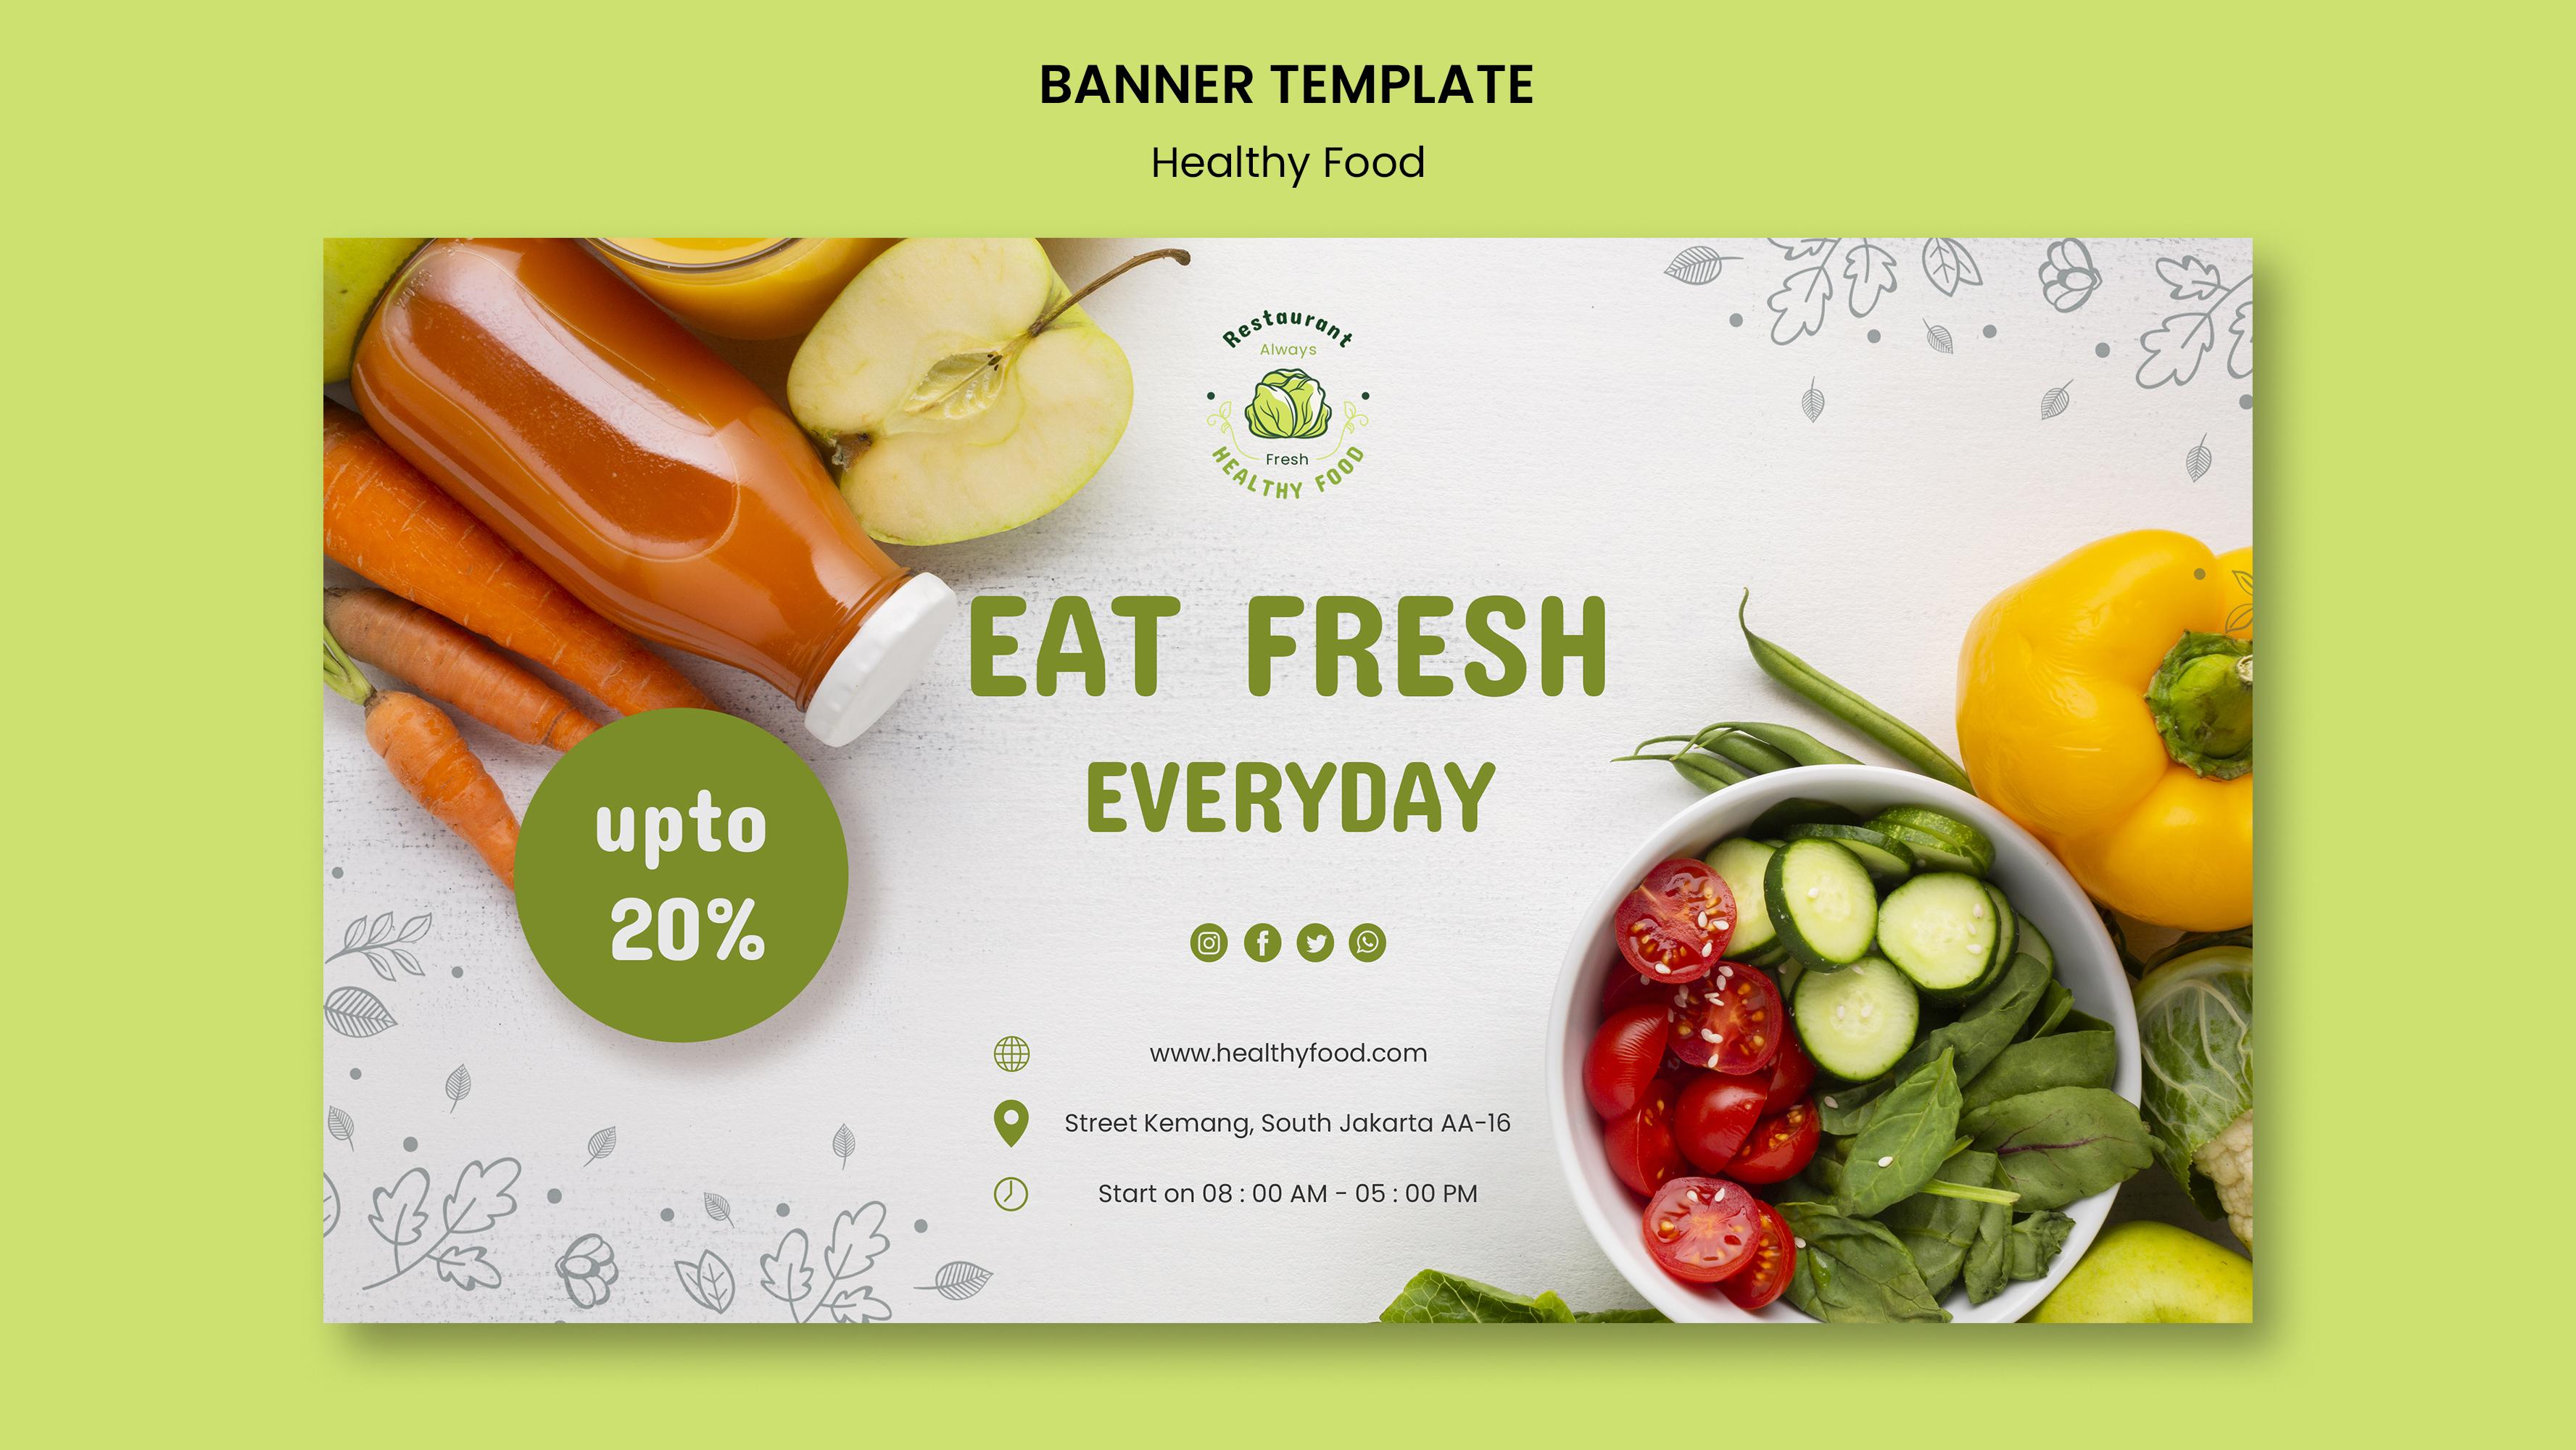 BANNER TEMPLATE
Healthy Food
Restaurant
Always
Fresh
HEALTHY FOOD
EAT FRESH
EVERYDAY
upto
20%
www.healthyfood.com
Street Kemang, South Jakarta AA-16
Start on 08 : 00 AM - 05 : 00 PM